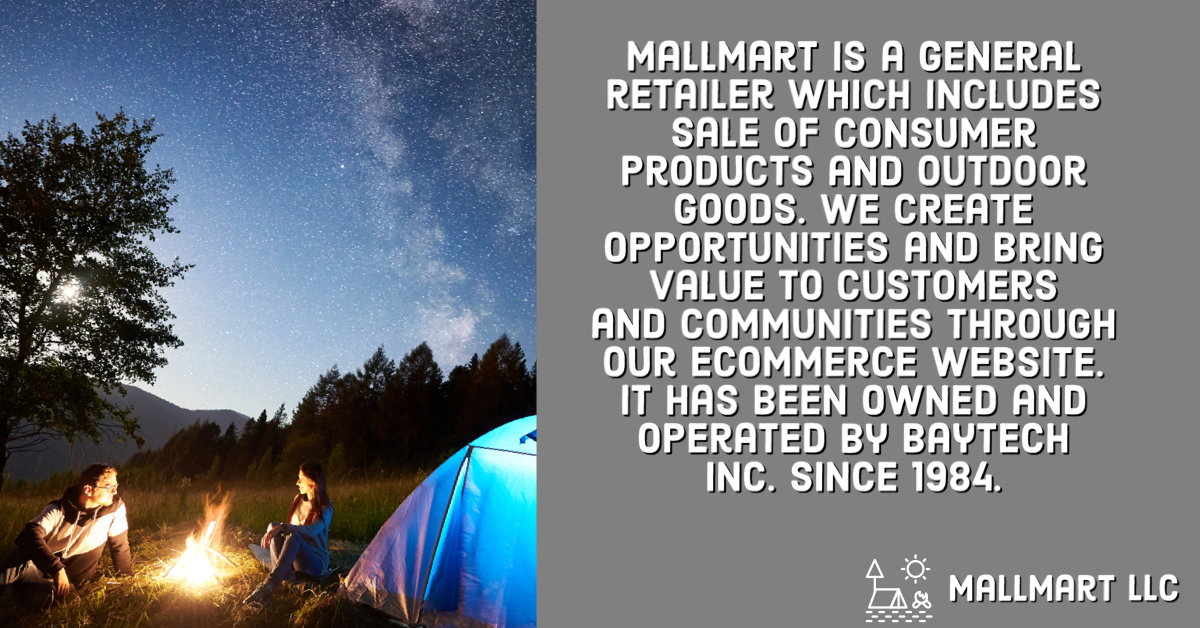 MALLMART IS A GENERAL
RETAILER WHICH INCLUDES
SALE OF CONSUMER
PRODUCTS AND OUTDOOR
GOODS. WE CREATE
OPPORTUNITIES AND BRING
VALUE TO CUSTOMERS
AND COMMUNITIES THROUGH
OUR ECOMMERCE WEBSITE.
IT HAS BEEN OWNED AND
OPERATED BY BAYTECH
INC. SINCE 1984.
MALLMART LLC